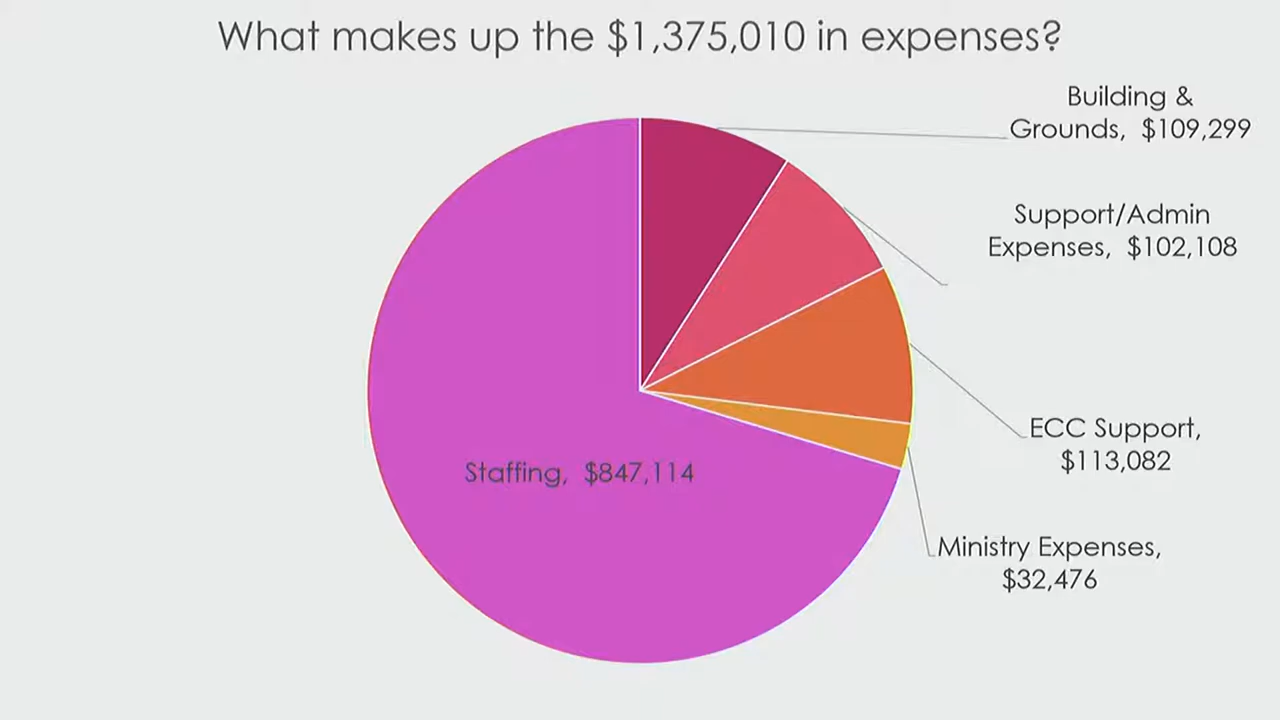 What makes up the $1,375,010 in expenses?
Building &
Grounds, $109,299
Support/Admin
Expenses, $102,108
ECC Support,
$113,082
Staffing, $847,114
Ministry Expenses,
$32,476